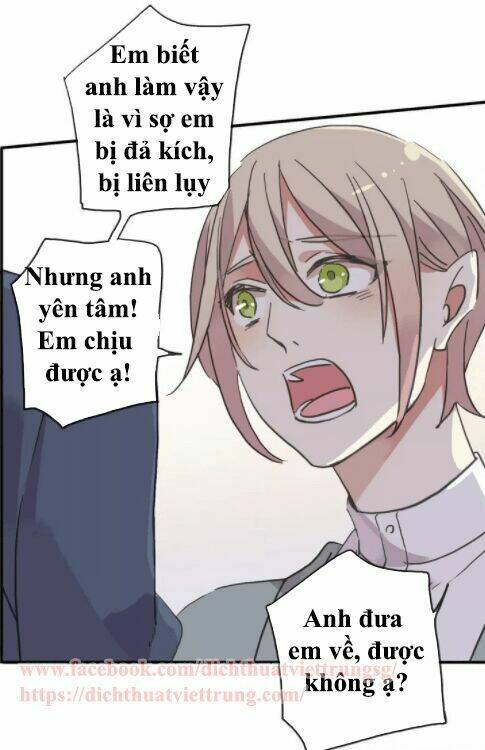 Em biết
anh làm vậy
là vì sợ em
bị đả kích,
bị liên lụy
Nhưng anh
yên tâm!
Em chịu
được ạ!
Anh đưa
em về, được
không ạ?
www.facebook.com/dichthuatviettrungsg/
https://dichthuatviettrung.com/